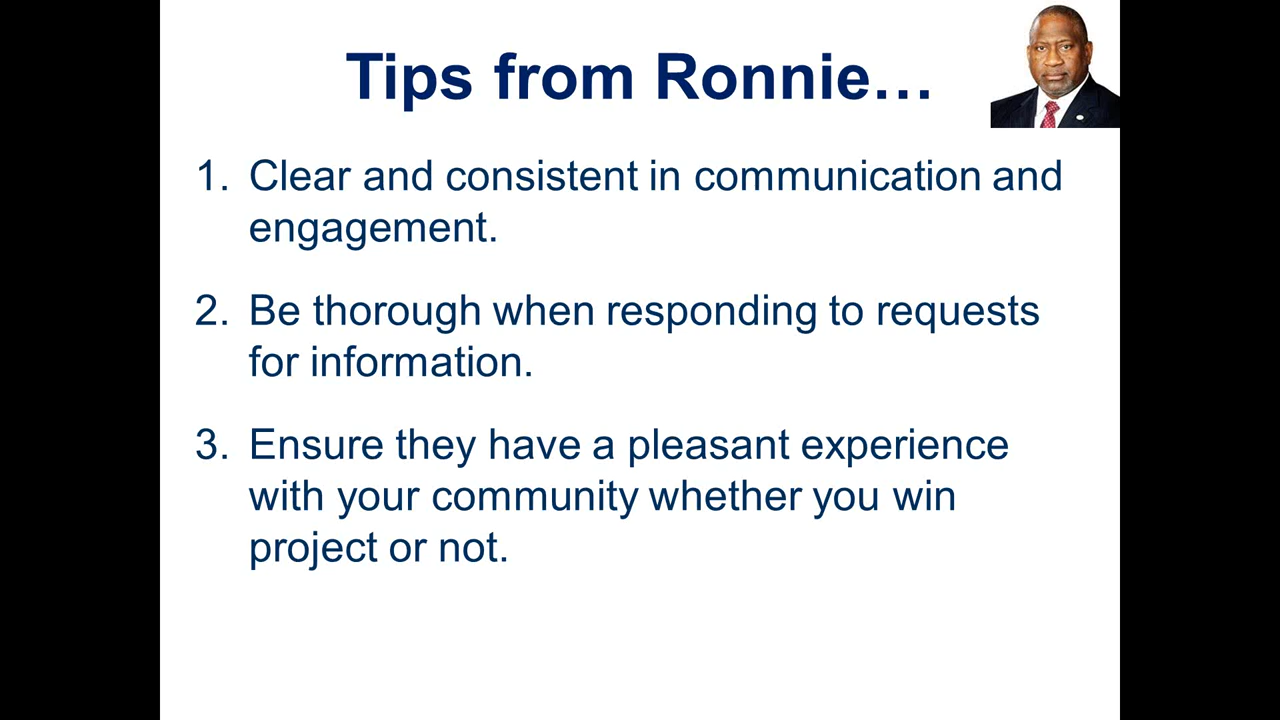 Tips from Ronnie…
1. Clear and consistent in communication and
engagement.
2. Be thorough when responding to requests
for information.
3. Ensure they have a pleasant experience
with your community whether you win
project or not.